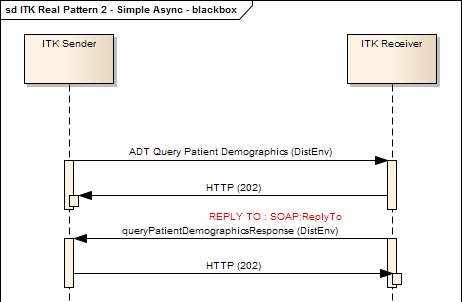 sd ITK Real Pattern 2 - Simple Async - blackbox
ITK Sender
ITK Receiver
ADT Query Patient Demographics (DistEnv)
HTTP (202)
REPLY TO : SOAP:ReplyTo
queryPatientDemographicsResponse (DistEnv)
HTTP (202)